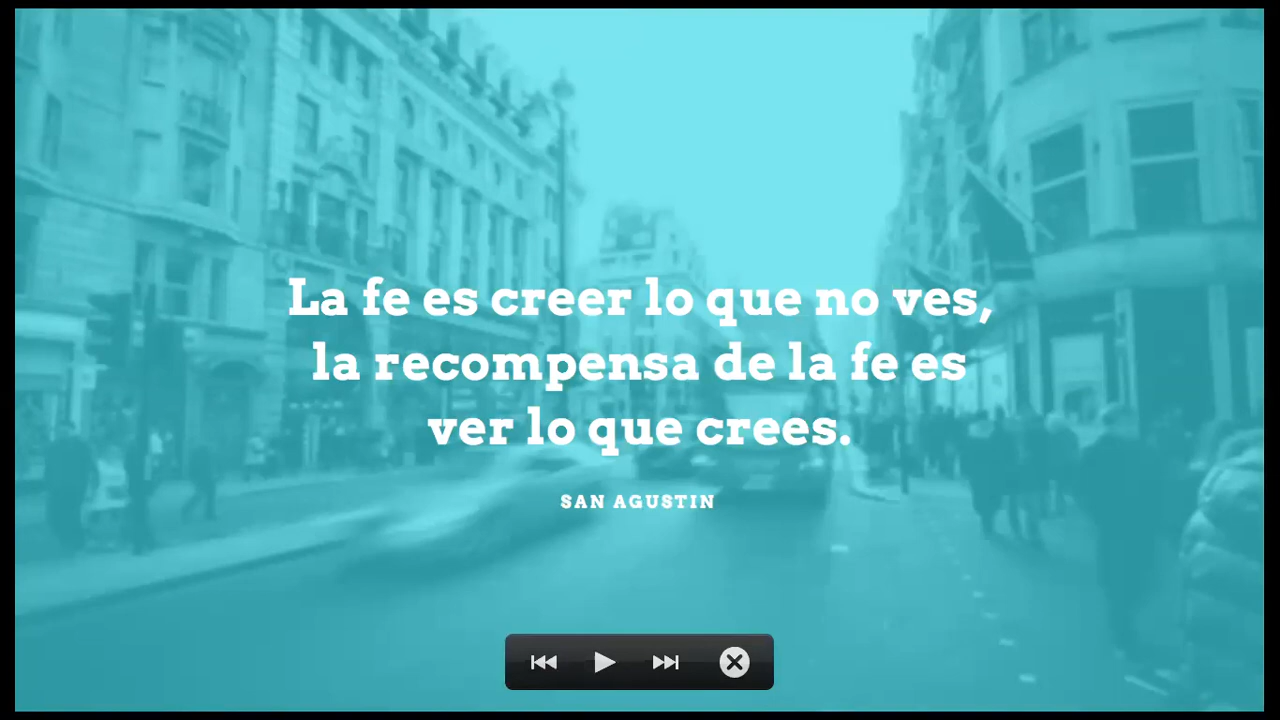 La fe es creer lo que no ves,
la recompensa de la fe es
ver lo que crees.
SAN AGUSTIN